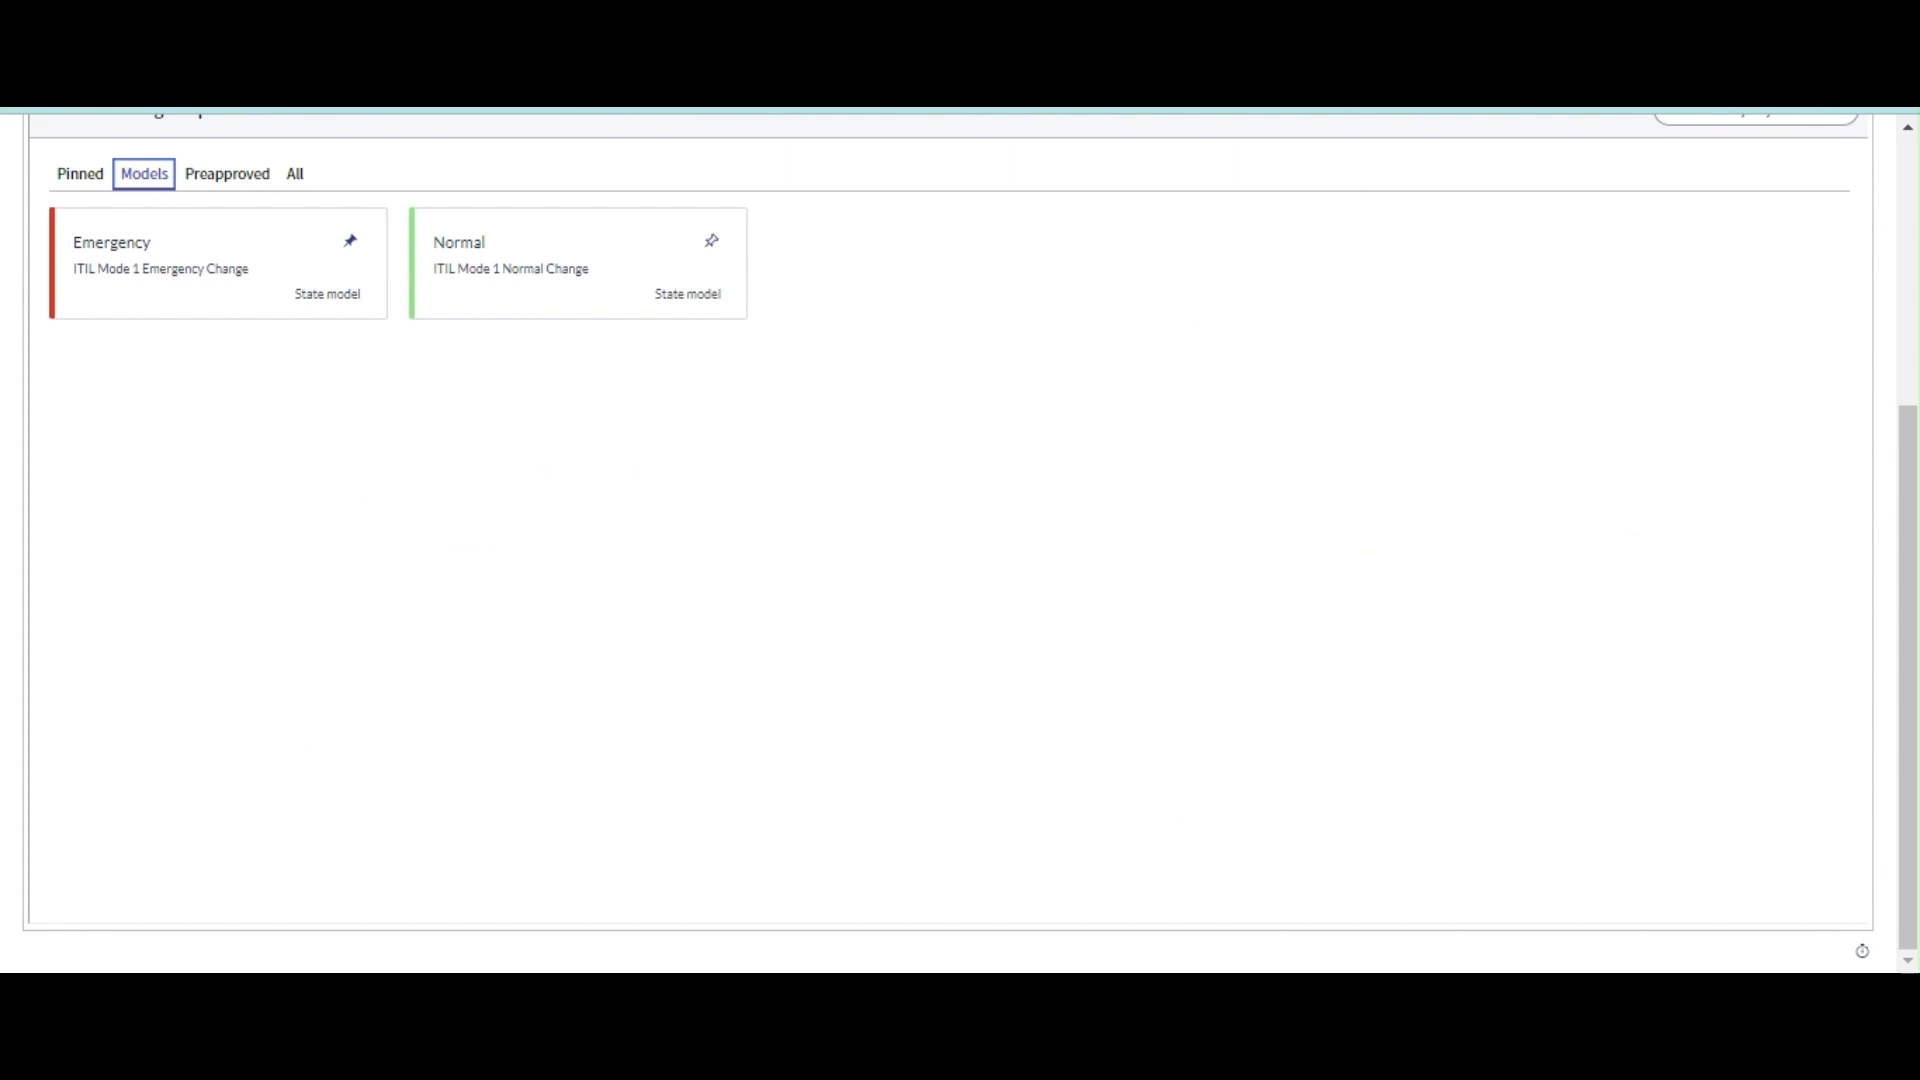 Pinned Models Preapproved All
Emergency
ITIL Mode 1 Emergency Change
State model
Normal
ITIL Mode 1 Normal Change
State model